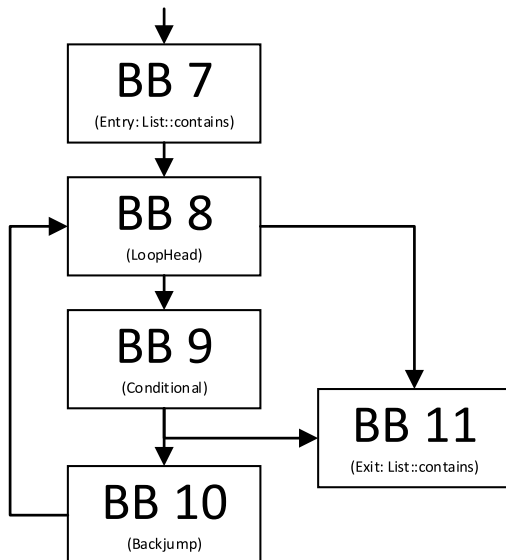 BB 7
(Entry: List::contains)
BB 8
(LoopHead)
BB 9
(Conditional)
BB 11
(Exit: List::contains)
BB 10
(Backjump)